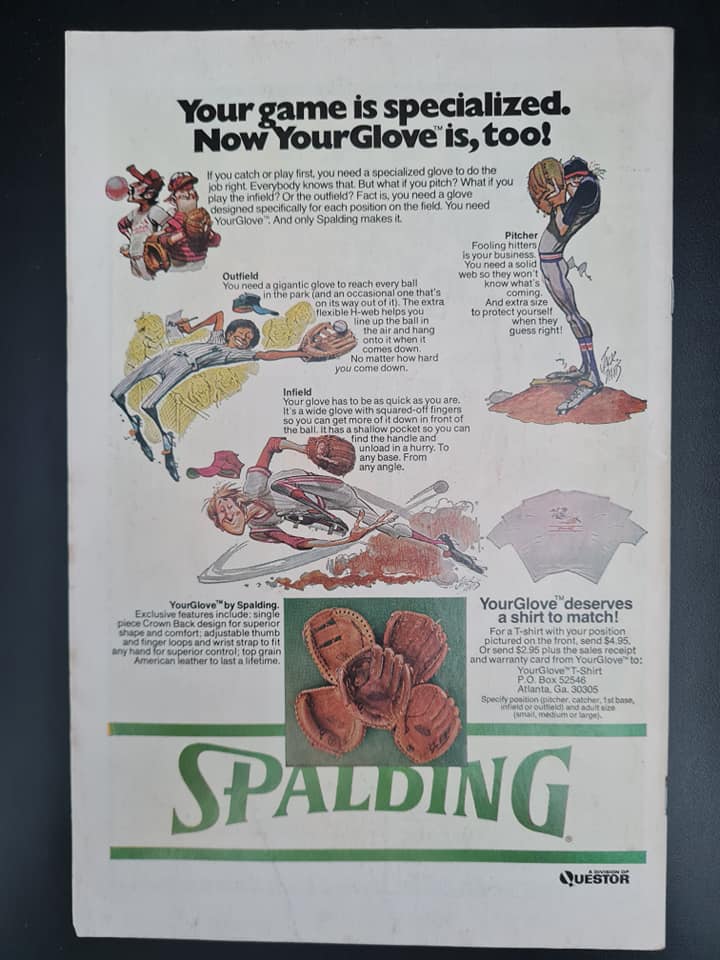 Your game is specialized.
Now YourGlove™ is, too!
If you catch or play first, you need a specialized glove to do the
job right. Everybody knows that. But what if you pitch? What if you
play the infield? Or the outfield? Fact is, you need a glove
designed specifically for each position on the field. You need
YourGlove™. And only Spalding makes it.
Pitcher
Fooling hitters
is your business.
You need a solid
web so they won't
know what's
coming.
And extra size
to protect yourself
when they
guess right!
Outfield
You need a gigantic glove to reach every ball
in the park (and an occasional one that's
on its way out of it). The extra
flexible H-web helps you
line up the ball in
the air and hang
onto it when it
comes down.
No matter how hard
you come down.
Infield
Your glove has to be as quick as you are.
It's a wide glove with squared-off fingers
so you can get more of it down in front of
the ball. It has a shallow pocket so you can
find the handle and
unload in a hurry. To
any base. From
any angle.
YourGlove™ by Spalding.
Exclusive features include: single
piece Crown Back design for superior
shape and comfort; adjustable thumb
and finger loops and wrist strap to fit
any hand for superior control; top grain
American leather to last a lifetime.
YourGlove™ deserves
a shirt to match!
For a T-shirt with your position
pictured on the front, send $4.95.
Or send $2.95 plus the sales receipt
and warranty card from YourGlove™ to:
YourGlove™ T-Shirt
P.O. Box 52546
Atlanta, Ga. 30305
Specify position (pitcher, catcher, 1st base,
infield or outfield) and adult size
(small, medium or large).
SPALDING®
A DIVISION OF
QUESTOR